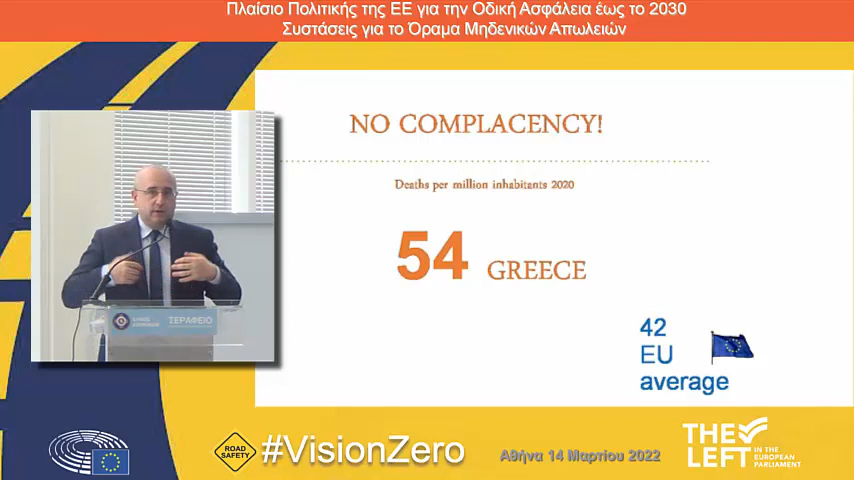 Πλαίσιο Πολιτικής της ΕΕ για την Οδική Ασφάλεια έως το 2030
Συστάσεις για το Όραμα Μηδενικών Απωλειών
NO COMPLACENCY!
Deaths per million inhabitants 2020
54 GREECE
42
EU
average
ΣΕΡΑΦΕΙΟ
ROAD
SAFETY
#VisionZero
Αθήνα 14 Μαρτίου 2022
THE
LEFT
IN THE
EUROPEAN
PARLIAMENT